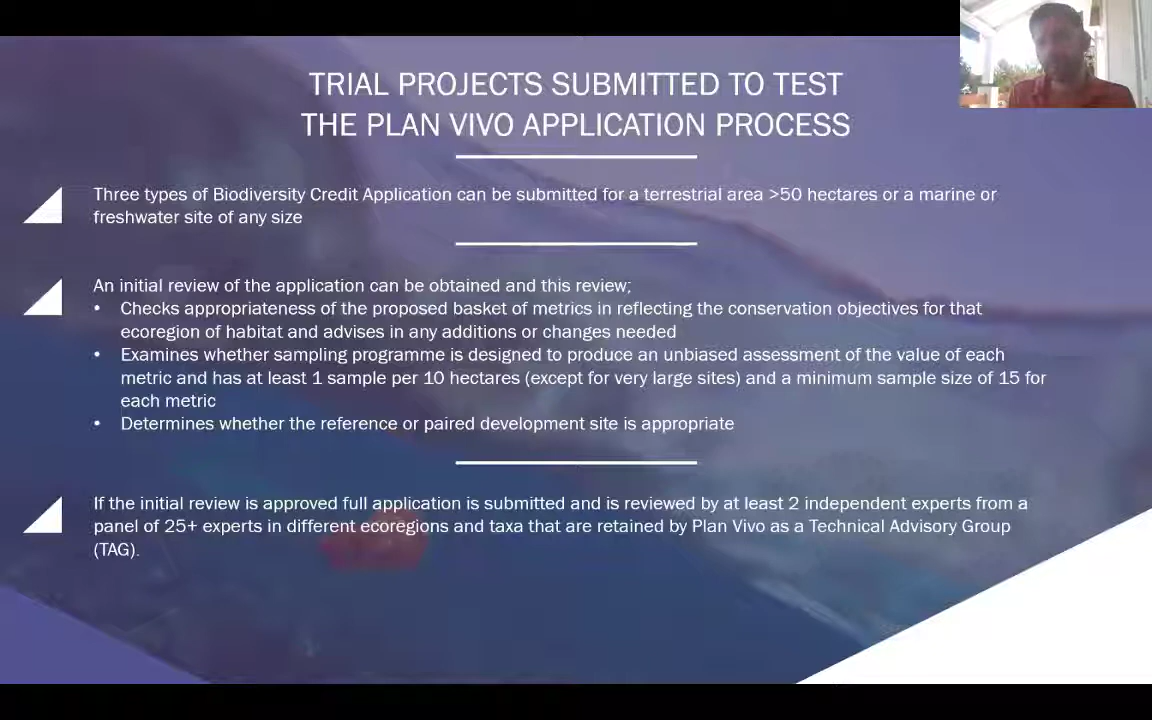 TRIAL PROJECTS SUBMITTED TO TEST
THE PLAN VIVO APPLICATION PROCESS
Three types of Biodiversity Credit Application can be submitted for a terrestrial area >50 hectares or a marine or
freshwater site of any size
An initial review of the application can be obtained and this review;
• Checks appropriateness of the proposed basket of metrics in reflecting the conservation objectives for that
ecoregion of habitat and advises in any additions or changes needed
• Examines whether sampling programme is designed to produce an unbiased assessment of the value of each
metric and has at least 1 sample per 10 hectares (except for very large sites) and a minimum sample size of 15 for
each metric
• Determines whether the reference or paired development site is appropriate
If the initial review is approved full application is submitted and is reviewed by at least 2 independent experts from a
panel of 25+ experts in different ecoregions and taxa that are retained by Plan Vivo as a Technical Advisory Group
(TAG).